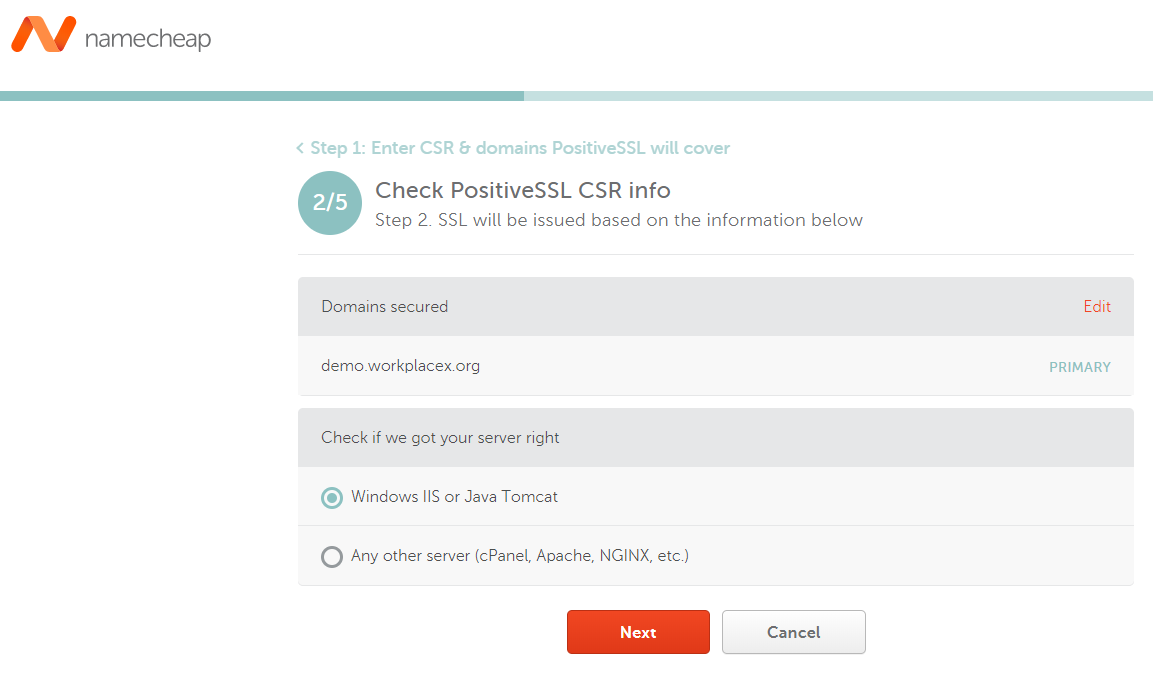 namecheap
‹ Step 1: Enter CSR & domains PositiveSSL will cover
2/5
Check PositiveSSL CSR info
Step 2. SSL will be issued based on the information below
Domains secured Edit
demo.workplacex.org PRIMARY
Check if we got your server right
Windows IIS or Java Tomcat
Any other server (cPanel, Apache, NGINX, etc.)
Next Cancel